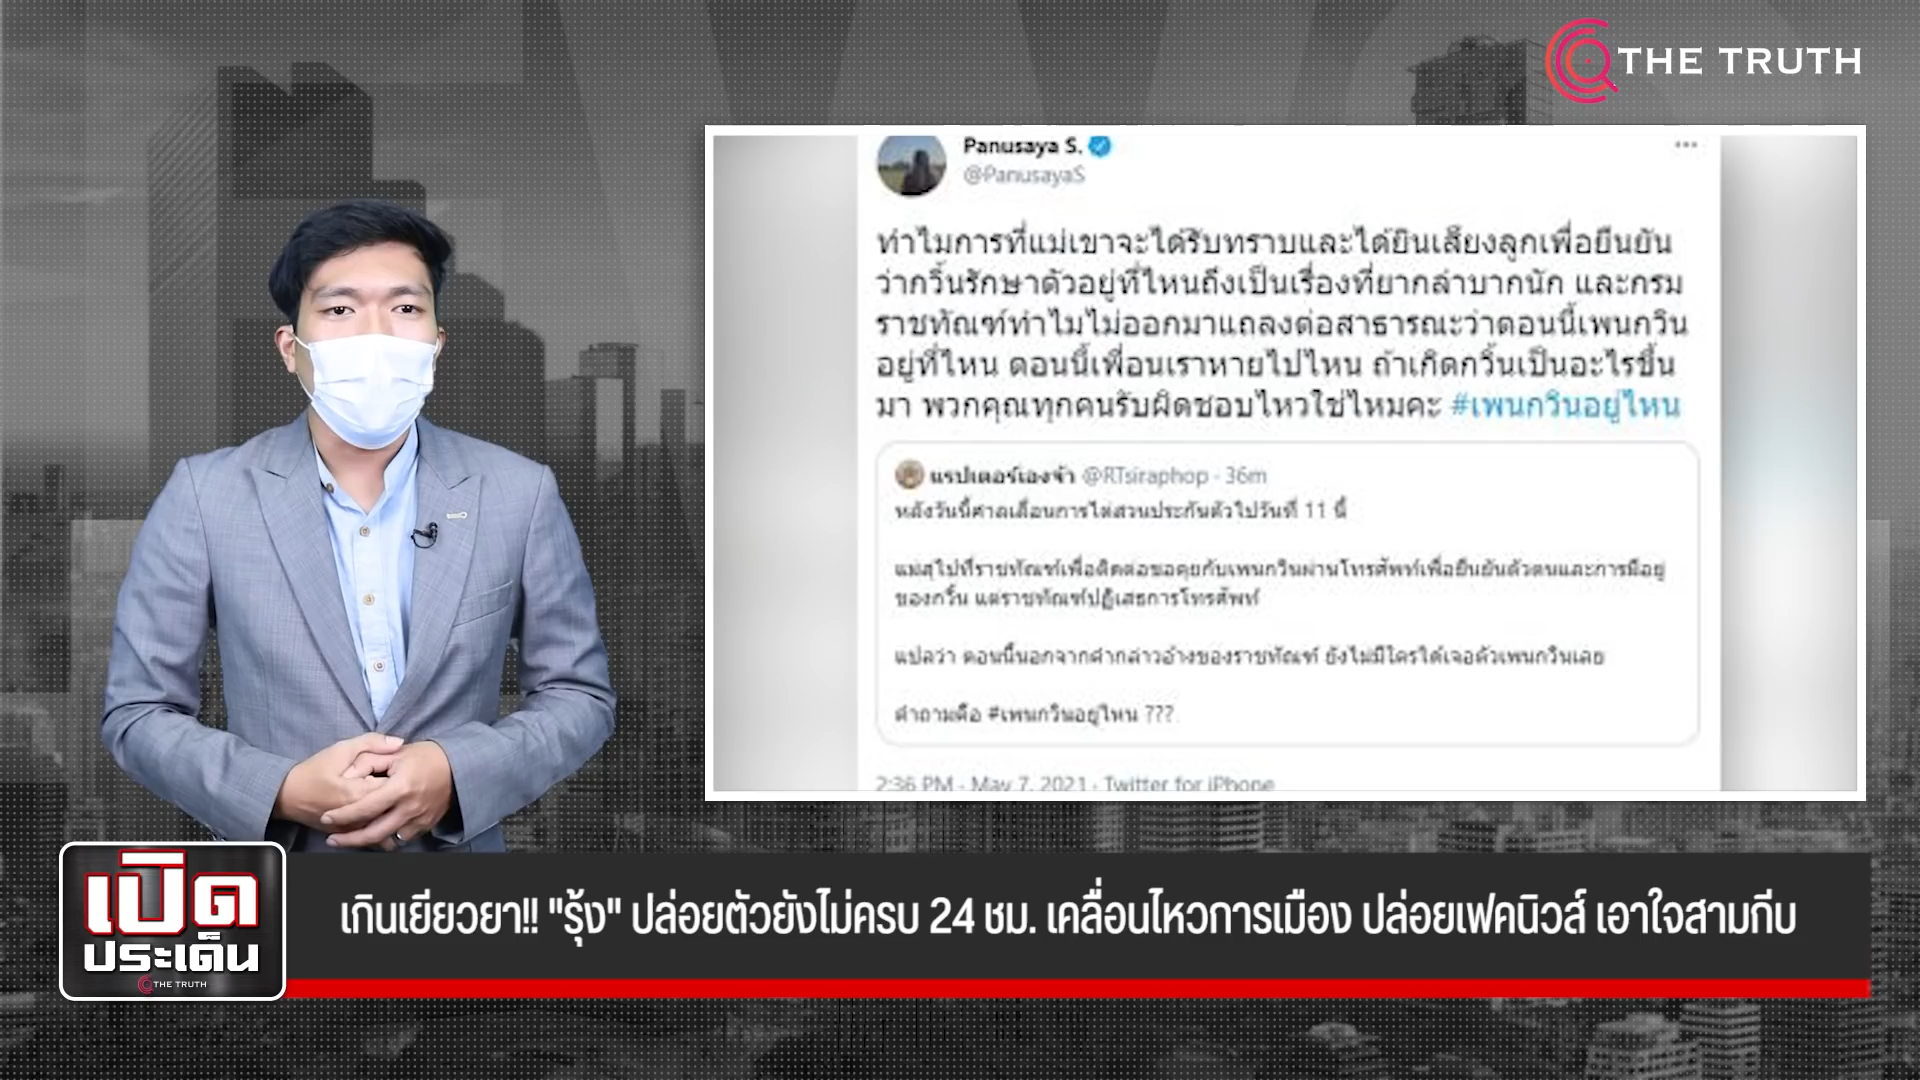 THE TRUTH
Panusaya S.
@PanusayaS
ทำไมการที่แม่เขาจะได้รับทราบและได้ยินเสียงลูกเพื่อยืนยัน
ว่ากวิ้นรักษาตัวอยู่ที่ไหนถึงเป็นเรื่องที่ยากลำบากนัก และกรม
ราชทัณฑ์ทำไมไม่ออกมาแถลงต่อสาธารณะว่าตอนนี้เพนกวิน
อยู่ที่ไหน ตอนนี้เพื่อนเราหายไปไหน ถ้าเกิดกวิ้นเป็นอะไรขึ้น
มา พวกคุณทุกคนรับผิดชอบไหวใช่ไหมคะ #เพนกวินอยู่ไหน
แรปเตอร์เองจ้า @RTsiraphop · 36m
หลังวันนี้ศาลเลื่อนการไต่สวนประกันตัวไปวันที่ 11 นี้
แม่สุไปที่ราชทัณฑ์เพื่อติดต่อขอคุยกับเพนกวินผ่านโทรศัพท์เพื่อยืนยันตัวตนและการมีอยู่
ของกวิ้น แต่ราชทัณฑ์ปฏิเสธการโทรศัพท์
แปลว่า ตอนนี้นอกจากคำกล่าวอ้างของราชทัณฑ์ ยังไม่มีใครได้เจอตัวเพนกวินเลย
คำถามคือ #เพนกวินอยู่ไหน ???
2:36 PM · May 7, 2021 · Twitter for iPhone
เปิด
ประเด็น
THE TRUTH
เกินเยียวยา!! "รุ้ง" ปล่อยตัวยังไม่ครบ 24 ชม. เคลื่อนไหวการเมือง ปล่อยเฟคนิวส์ เอาใจสามกีบ